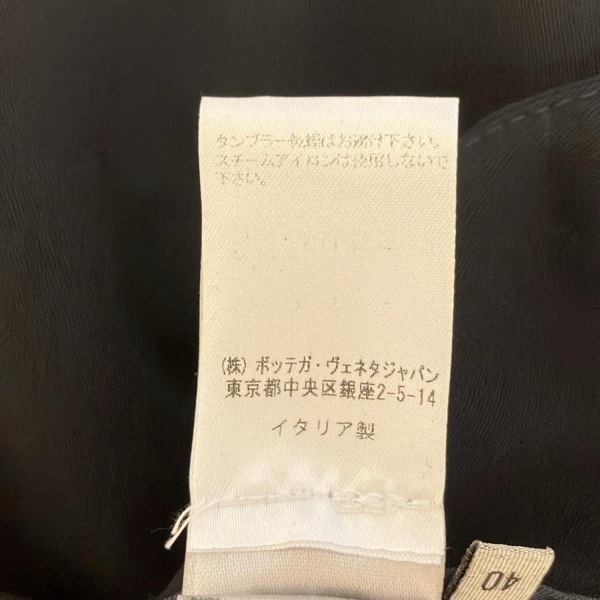 タンブラー乾燥はお避け下さい。
スチームアイロンは使用しないで
下さい。
(株) ボッテガ・ヴェネタジャパン
東京都中央区銀座2-5-14
イタリア製
40